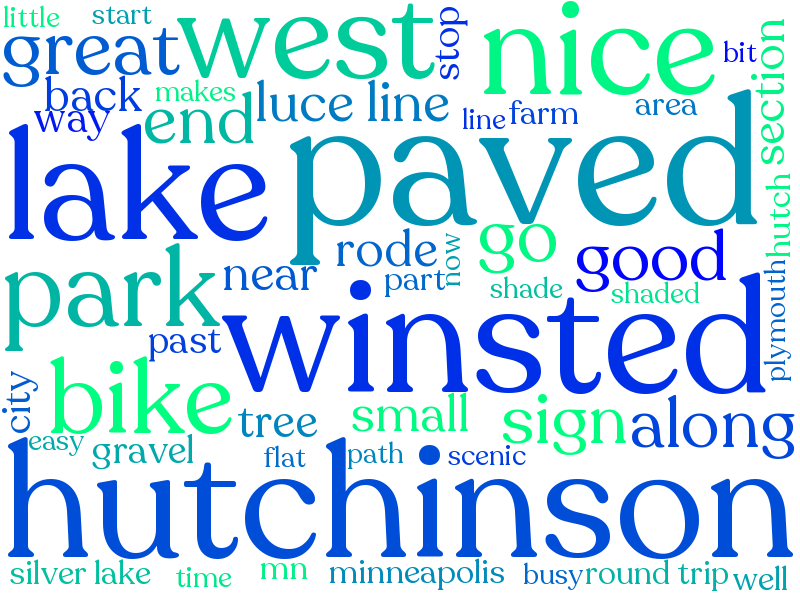 little
start
great
west
stop
nice
bit
back
makes
way
end
luce line
line
farm
area
section
lake
paved
hutch
park
near
rode
part
now
go
good
shade
shaded
plymouth
past
winsted
city
bike
tree
small
sign
along
easy
gravel
flat
path
scenic
hutchinson
silver lake
time
mn
minneapolis
busy
round trip
well